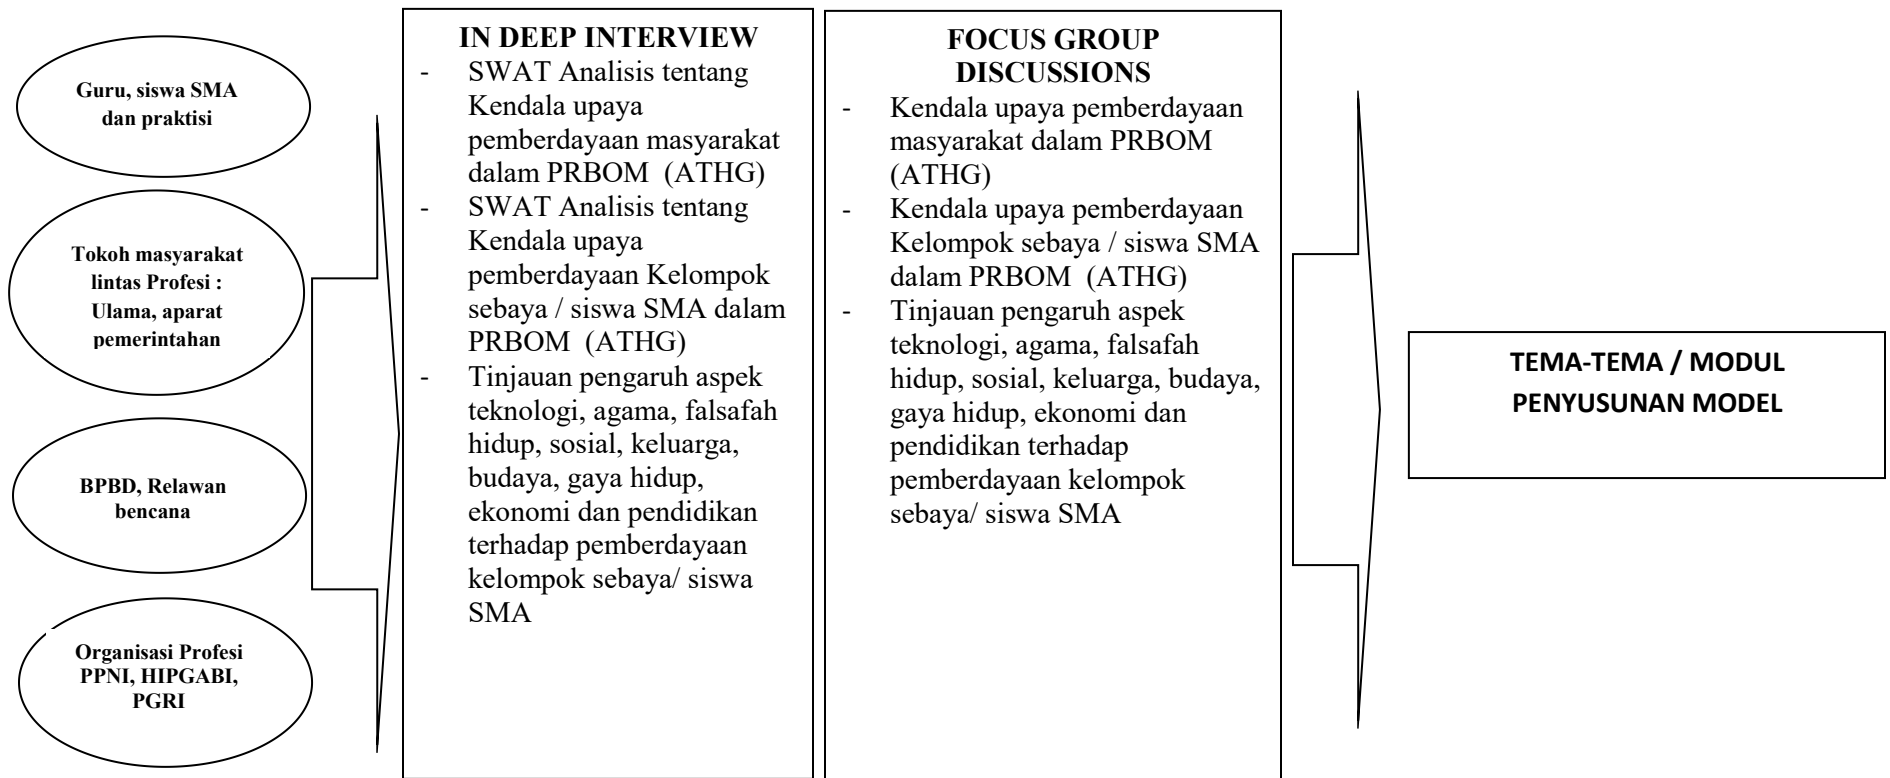 Guru, siswa SMA
dan praktisi
Tokoh masyarakat
lintas Profesi :
Ulama, aparat
pemerintahan
BPBD, Relawan
bencana
Organisasi Profesi
PPNI, HIPGABI,
PGRI
IN DEEP INTERVIEW
- SWAT Analisis tentang
Kendala upaya
pemberdayaan masyarakat
dalam PRBOM (ATHG)
- SWAT Analisis tentang
Kendala upaya
pemberdayaan Kelompok
sebaya / siswa SMA dalam
PRBOM (ATHG)
- Tinjauan pengaruh aspek
teknologi, agama, falsafah
hidup, sosial, keluarga,
budaya, gaya hidup,
ekonomi dan pendidikan
terhadap pemberdayaan
kelompok sebaya/ siswa
SMA
FOCUS GROUP
DISCUSSIONS
- Kendala upaya pemberdayaan
masyarakat dalam PRBOM
(ATHG)
- Kendala upaya pemberdayaan
Kelompok sebaya / siswa SMA
dalam PRBOM (ATHG)
- Tinjauan pengaruh aspek
teknologi, agama, falsafah
hidup, sosial, keluarga, budaya,
gaya hidup, ekonomi dan
pendidikan terhadap
pemberdayaan kelompok
sebaya/ siswa SMA
TEMA-TEMA / MODUL
PENYUSUNAN MODEL